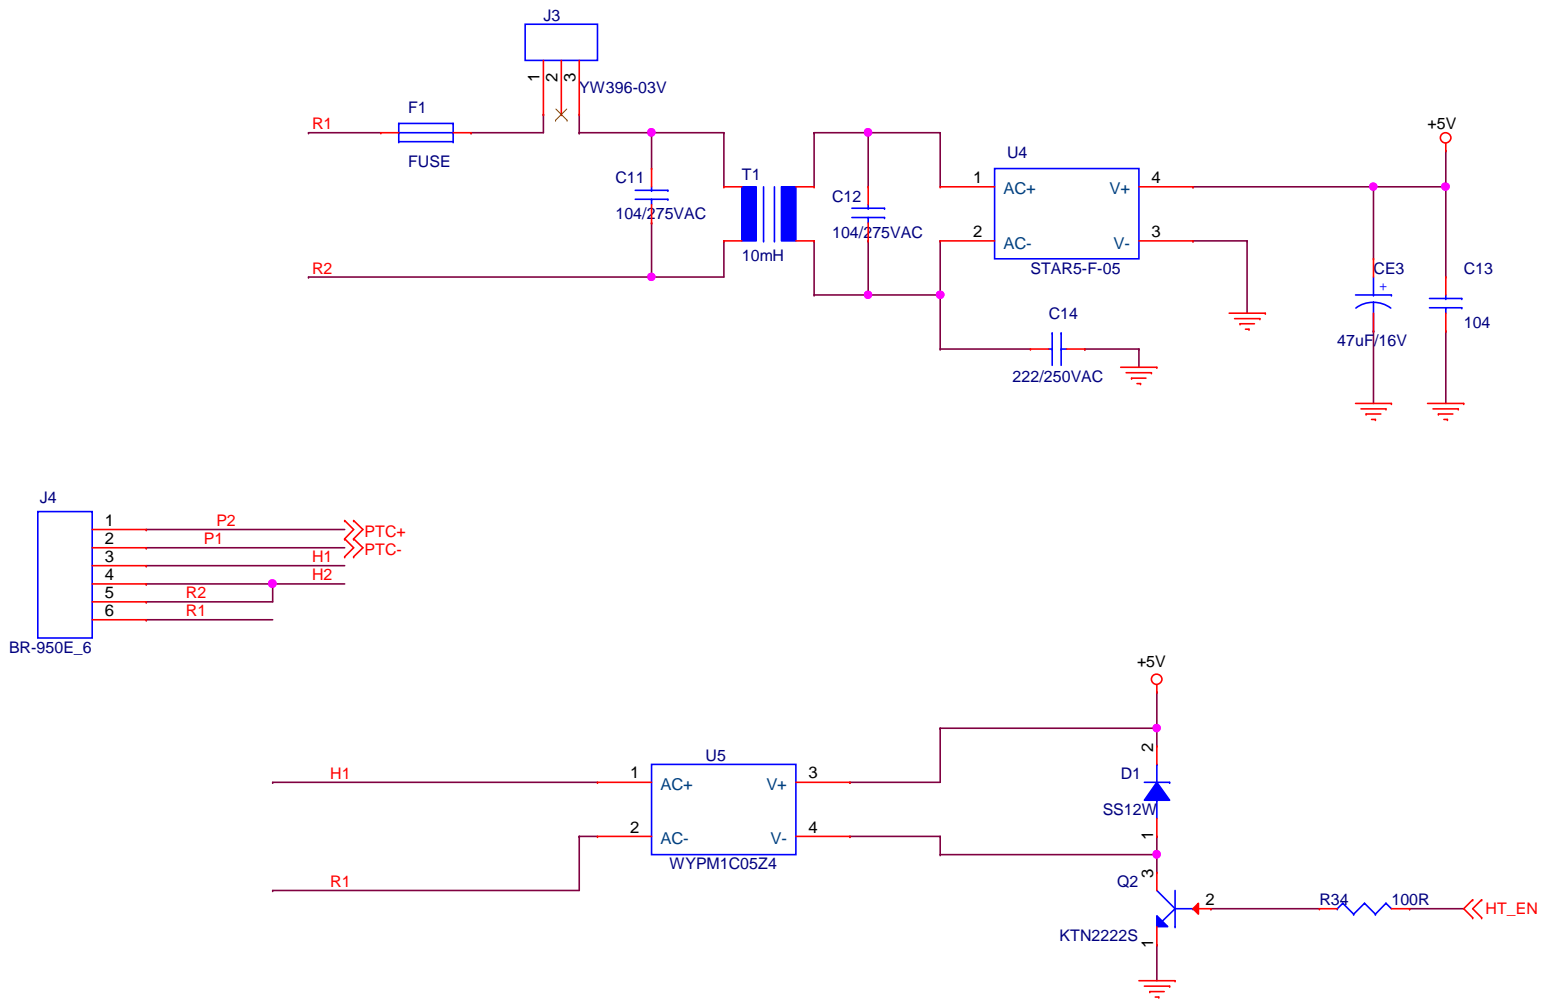 J3
1
2
3
YW396-03V
R1
F1
FUSE
C11
104/275VAC
R2
T1
10mH
C12
104/275VAC
U4
1
AC+
V+
4
2
AC-
V-
3
STAR5-F-05
C14
222/250VAC
+5V
CE3
+
47uF/16V
C13
104
J4
1
P2
PTC+
2
P1
PTC-
3
H1
4
H2
5
R2
6
R1
BR-950E_6
+5V
U5
H1
1
AC+
V+
3
R1
2
AC-
V-
4
WYPM1C05Z4
2
D1
SS12W
1
3
Q2
2
R34
100R
HT_EN
KTN2222S
1